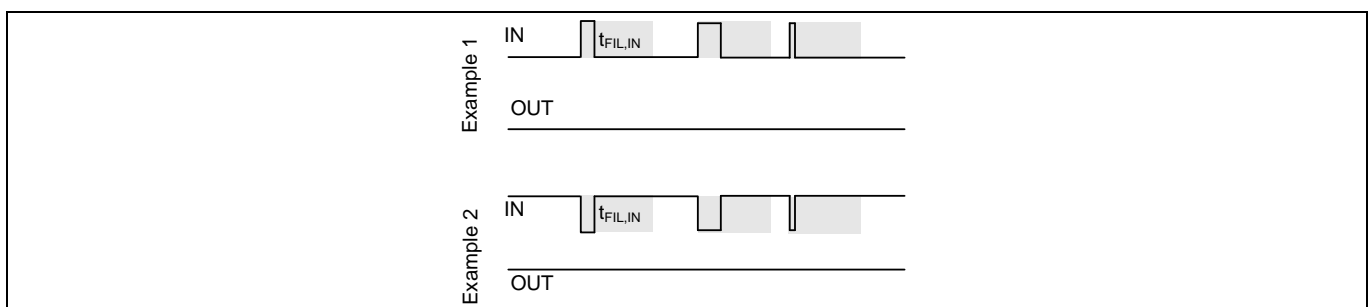 Example 1
IN
tFIL,IN
OUT
Example 2
IN
tFIL,IN
OUT